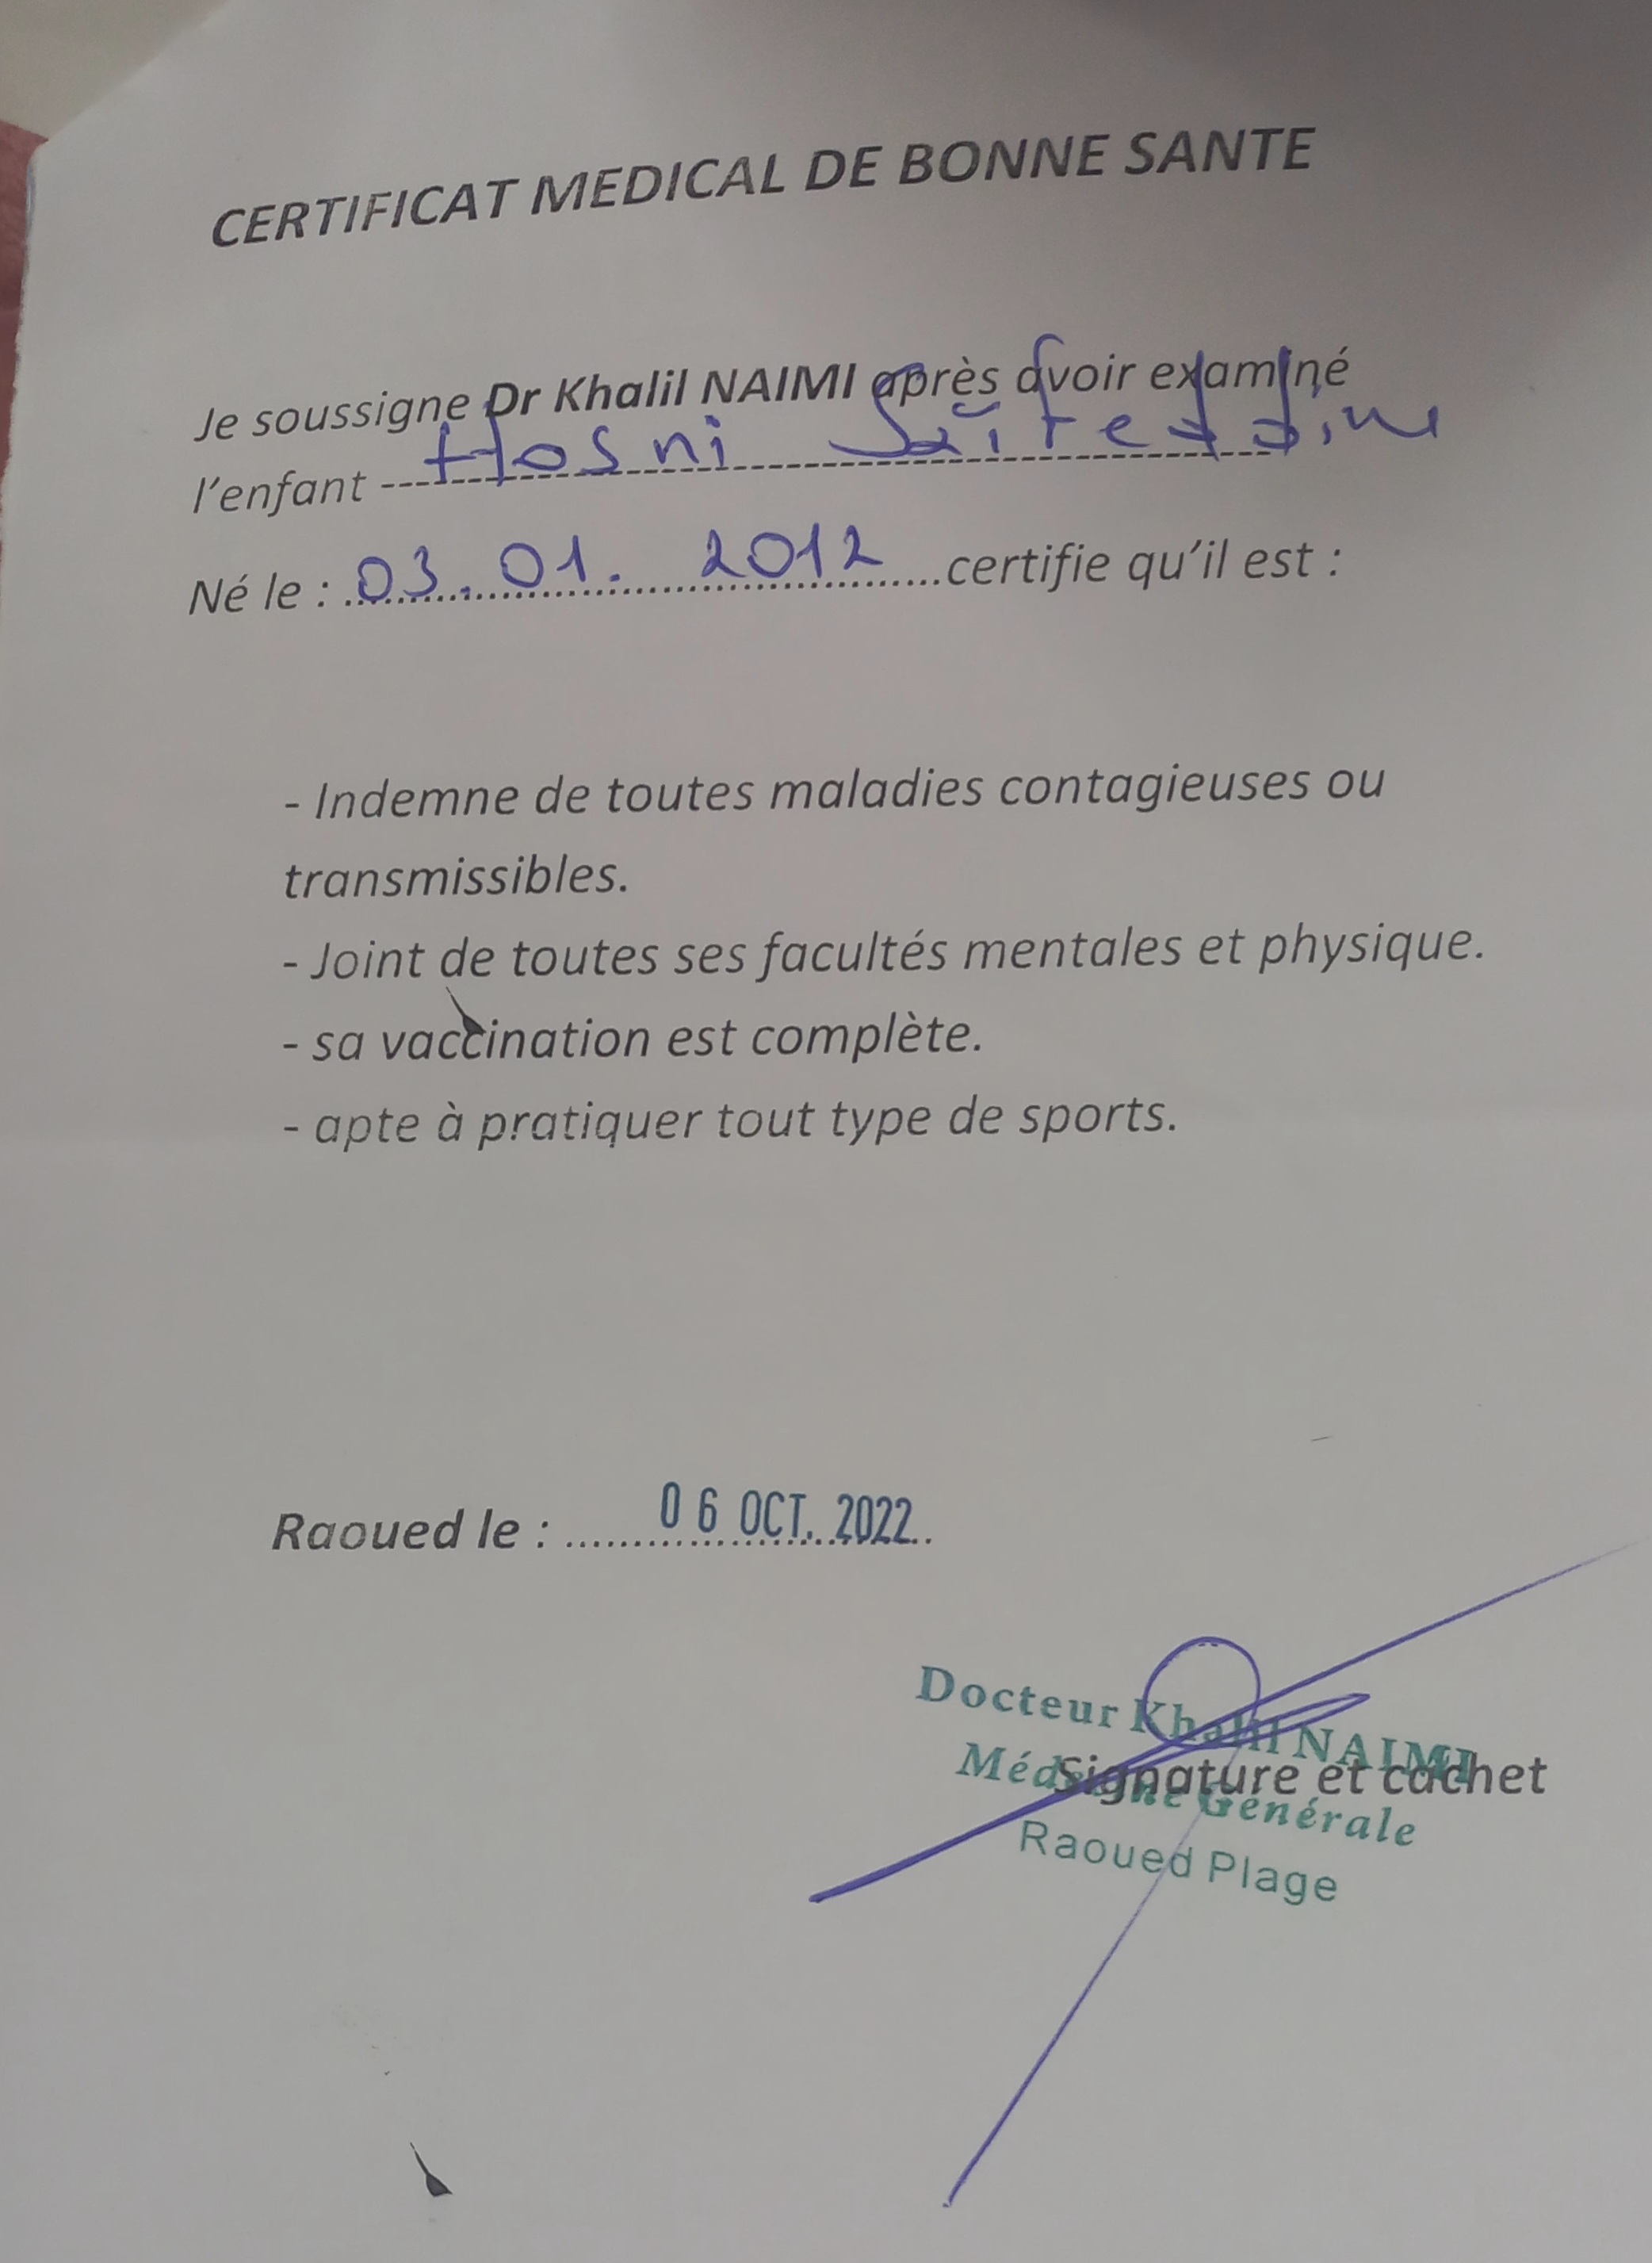 CERTIFICAT MEDICAL DE BONNE SANTE
Je soussigne Dr Khalil NAIMI après avoir examiné
l'enfant Hosni
Né le : 03.01. 2012 certifie qu'il est :
- Indemne de toutes maladies contagieuses ou
transmissibles.
- Joint de toutes ses facultés mentales et physique.
- sa vaccination est complète.
- apte à pratiquer tout type de sports.
Raoued le : 06 OCT. 2022
Docteur Khalil NAIMI
Signature et cachet
Médecine Générale
Raoued Plage